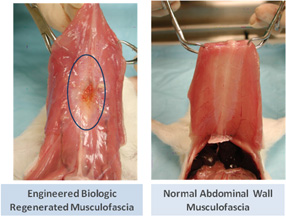 Engineered Biologic
Regenerated Musculofascia
Normal Abdominal Wall
Musculofascia